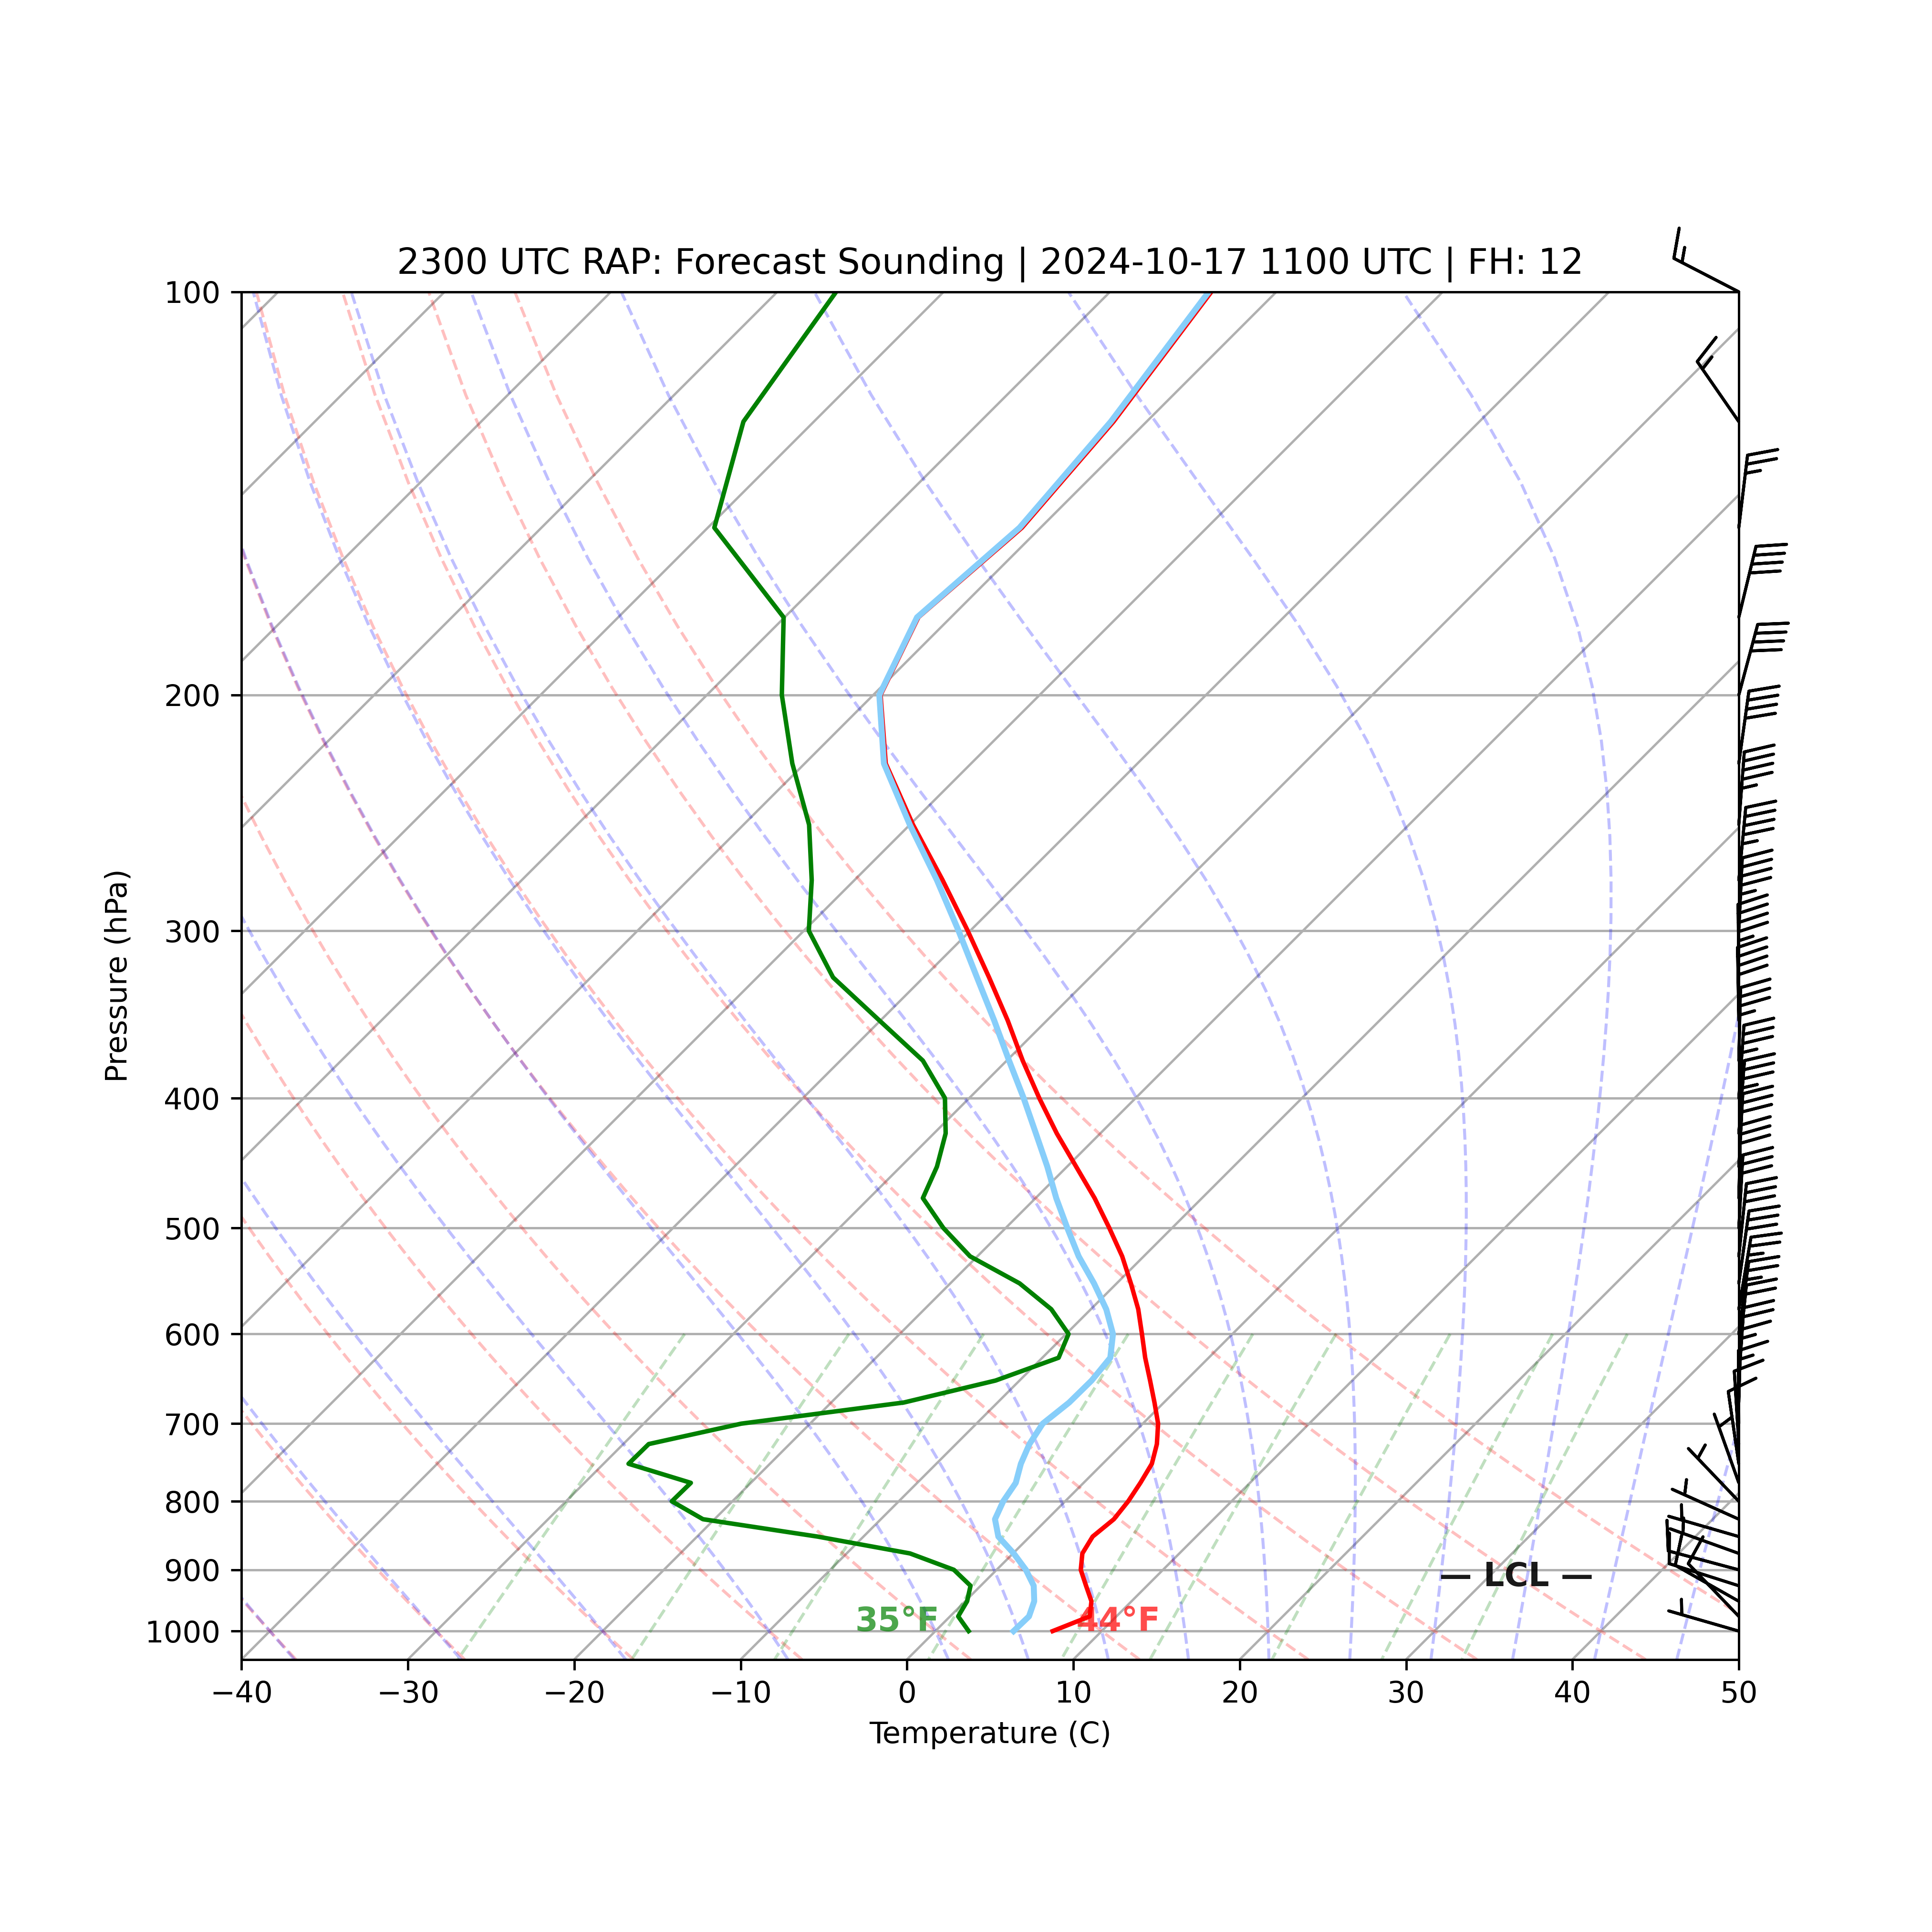 2300 UTC RAP: Forecast Sounding | 2024-10-17 1100 UTC | FH: 12
100
200
300
400
500
600
700
800
900
1000
Pressure (hPa)
— LCL —
35°F
44°F
−40 −30 −20 −10 0 10 20 30 40 50
Temperature (C)